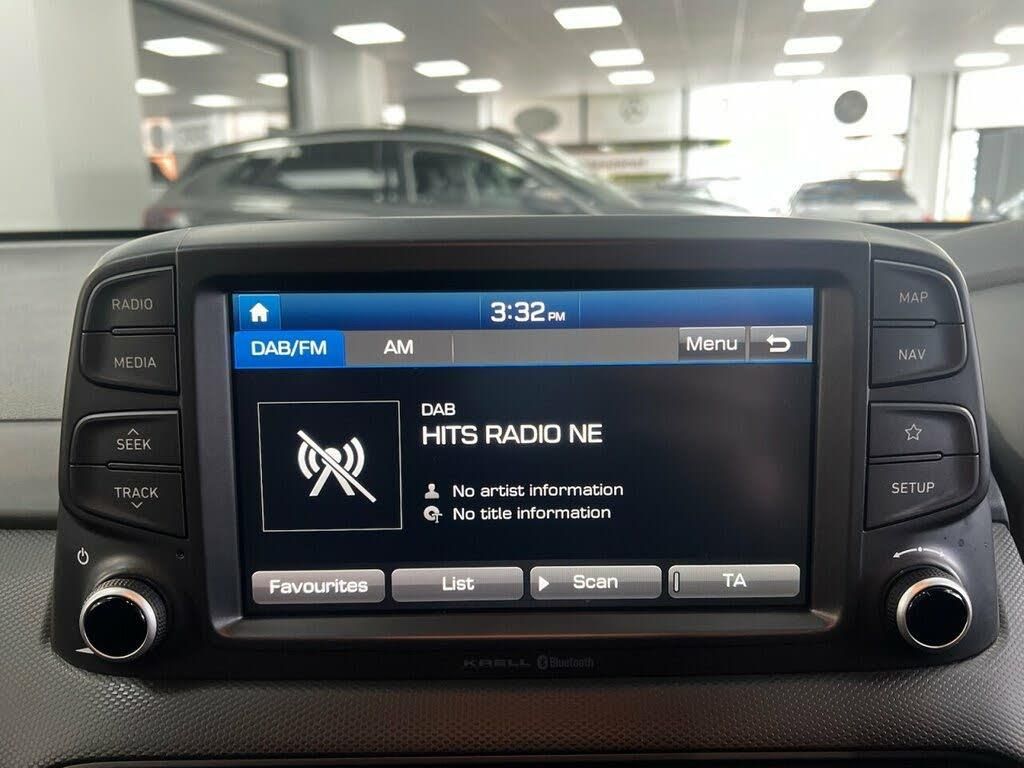 RADIO
MEDIA
SEEK
TRACK
3:32 PM
DAB/FM AM Menu
DAB
HITS RADIO NE
No artist information
No title information
Favourites List Scan TA
MAP
NAV
SETUP
KRELL Bluetooth